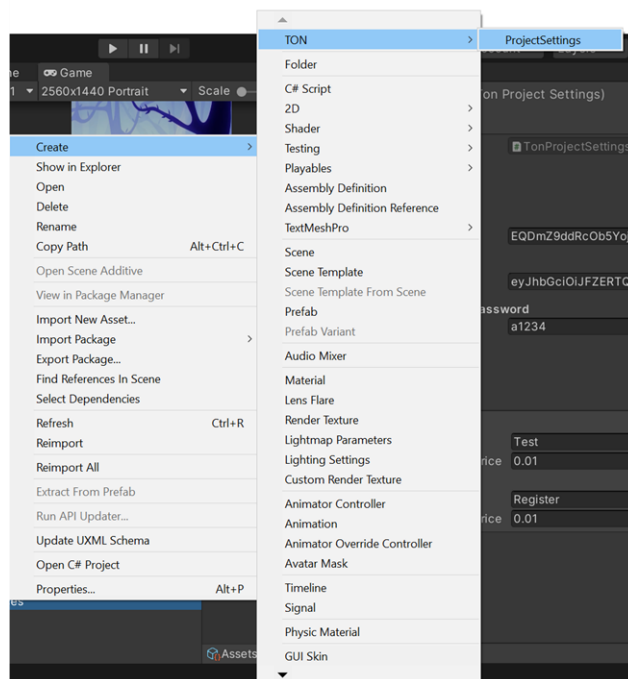 TON
ProjectSettings
Folder
Game
2560x1440 Portrait
Scale
C# Script
Ton Project Settings)
2D
Shader
Create
Testing
TonProjectSettings
Show in Explorer
Playables
Open
Assembly Definition
Delete
Assembly Definition Reference
Rename
TextMeshPro
Copy Path
Alt+Ctrl+C
EQDmZ9ddRcOb5Yoj
Scene
Open Scene Additive
Scene Template
eyJhbGciOiJFZERTQ
View in Package Manager
Scene Template From Scene
Import New Asset...
Prefab
assword
Import Package
Prefab Variant
a1234
Export Package...
Audio Mixer
Find References In Scene
Material
Select Dependencies
Lens Flare
Refresh
Ctrl+R
Render Texture
Reimport
Lightmap Parameters
Test
Reimport All
Lighting Settings
rice
0.01
Custom Render Texture
Extract From Prefab
Animator Controller
Register
Run API Updater...
Animation
rice
0.01
Update UXML Schema
Animator Override Controller
Open C# Project
Avatar Mask
Properties...
Alt+P
Timeline
Signal
Physic Material
Assets
GUI Skin